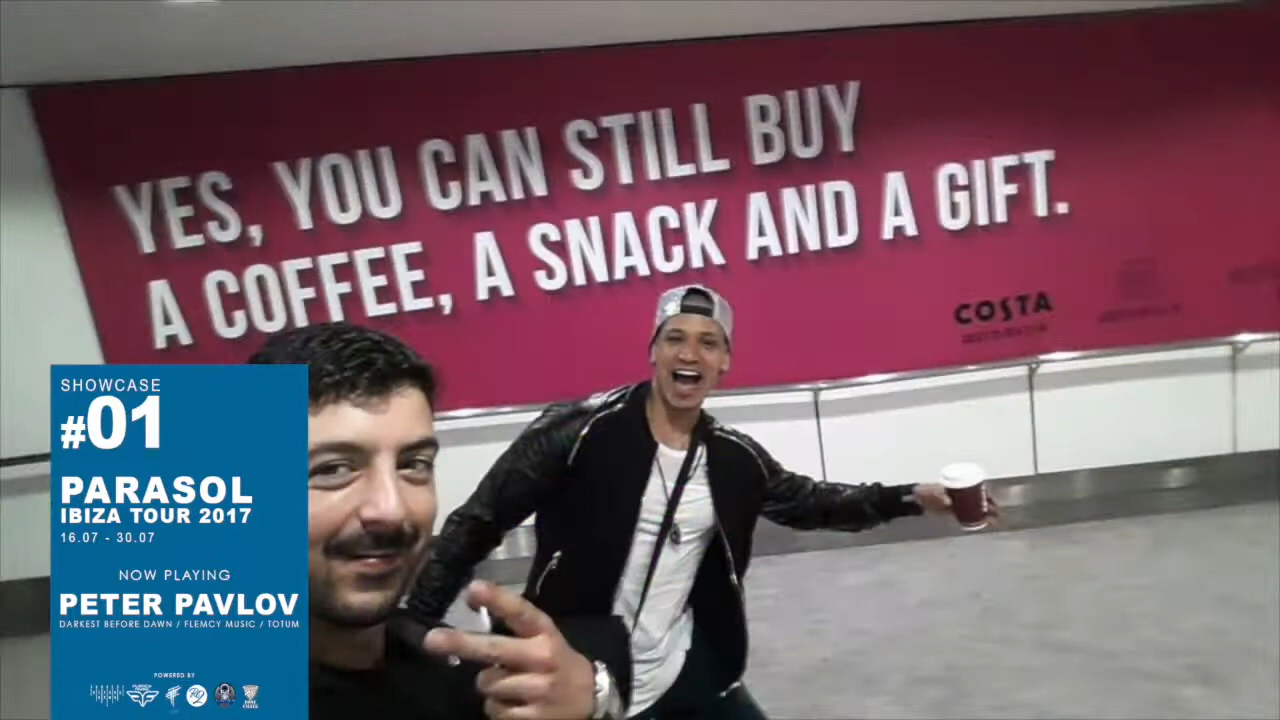 YES, YOU CAN STILL BUY
A COFFEE, A SNACK AND A GIFT.
COSTA
SHOWCASE
#01
PARASOL
IBIZA TOUR 2017
16.07 - 30.07
NOW PLAYING
PETER PAVLOV
DARKEST BEFORE DAWN / FLEMCY MUSIC / TOTUM
POWERED BY